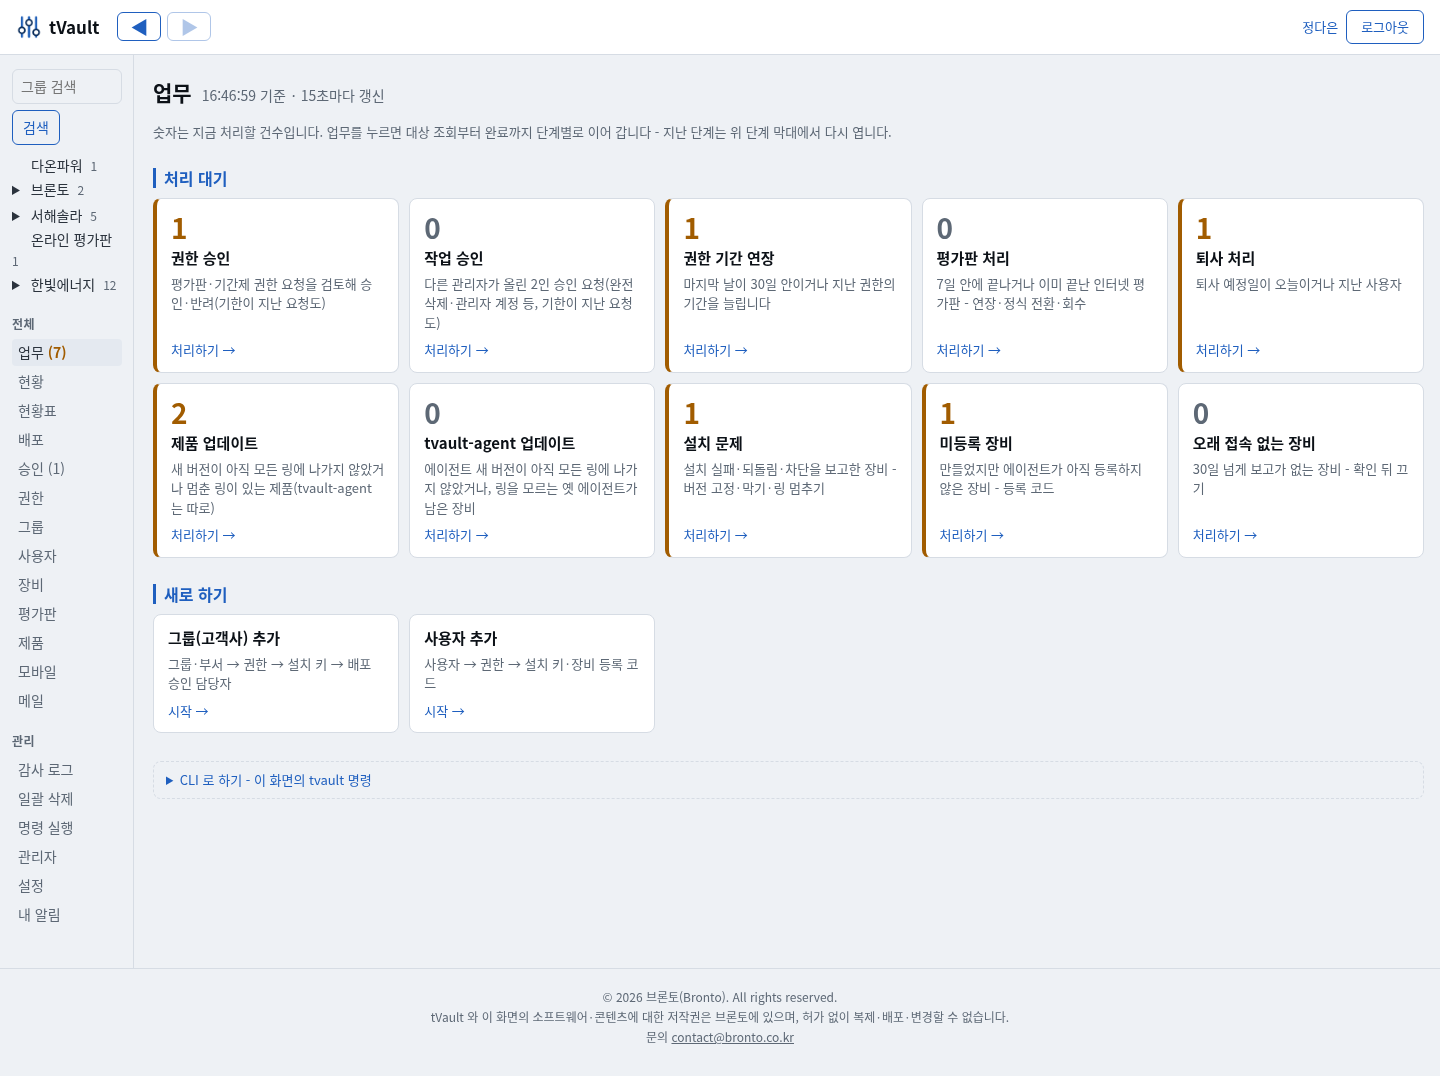 tVault
◀
▶
정다은
로그아웃
그룹 검색
검색
다온파워 1
▶ 브론토 2
▶ 서해솔라 5
온라인 평가판
1
▶ 한빛에너지 12
전체
업무 (7)
현황
현황표
배포
승인 (1)
권한
그룹
사용자
장비
평가판
제품
모바일
메일
관리
감사 로그
일괄 삭제
명령 실행
관리자
설정
내 알림
업무 16:46:59 기준 · 15초마다 갱신
숫자는 지금 처리할 건수입니다. 업무를 누르면 대상 조회부터 완료까지 단계별로 이어 갑니다 - 지난 단계는 위 단계 막대에서 다시 엽니다.
처리 대기
1
권한 승인
평가판·기간제 권한 요청을 검토해 승
인·반려(기한이 지난 요청도)
처리하기 →
0
작업 승인
다른 관리자가 올린 2인 승인 요청(완전
삭제·관리자 계정 등, 기한이 지난 요청
도)
처리하기 →
1
권한 기간 연장
마지막 날이 30일 안이거나 지난 권한의
기간을 늘립니다
처리하기 →
0
평가판 처리
7일 안에 끝나거나 이미 끝난 인터넷 평
가판 - 연장·정식 전환·회수
처리하기 →
1
퇴사 처리
퇴사 예정일이 오늘이거나 지난 사용자
처리하기 →
2
제품 업데이트
새 버전이 아직 모든 링에 나가지 않았거
나 멈춘 링이 있는 제품(tvault-agent
는 따로)
처리하기 →
0
tvault-agent 업데이트
에이전트 새 버전이 아직 모든 링에 나가
지 않았거나, 링을 모르는 옛 에이전트가
남은 장비
처리하기 →
1
설치 문제
설치 실패·되돌림·차단을 보고한 장비 -
버전 고정·막기·링 멈추기
처리하기 →
1
미등록 장비
만들었지만 에이전트가 아직 등록하지
않은 장비 - 등록 코드
처리하기 →
0
오래 접속 없는 장비
30일 넘게 보고가 없는 장비 - 확인 뒤 끄
기
처리하기 →
새로 하기
그룹(고객사) 추가
그룹·부서 → 권한 → 설치 키 → 배포
승인 담당자
시작 →
사용자 추가
사용자 → 권한 → 설치 키·장비 등록 코
드
시작 →
▶ CLI 로 하기 - 이 화면의 tvault 명령
© 2026 브론토(Bronto). All rights reserved.
tVault 와 이 화면의 소프트웨어·콘텐츠에 대한 저작권은 브론토에 있으며, 허가 없이 복제·배포·변경할 수 없습니다.
문의 contact@bronto.co.kr